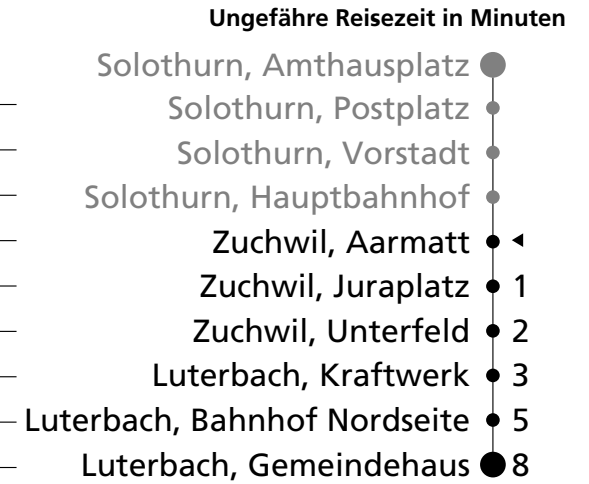 Ungefähre Reisezeit in Minuten
Solothurn, Amthausplatz
Solothurn, Postplatz
Solothurn, Vorstadt
Solothurn, Hauptbahnhof
Zuchwil, Aarmatt
Zuchwil, Juraplatz 1
Zuchwil, Unterfeld 2
Luterbach, Kraftwerk 3
Luterbach, Bahnhof Nordseite 5
Luterbach, Gemeindehaus 8